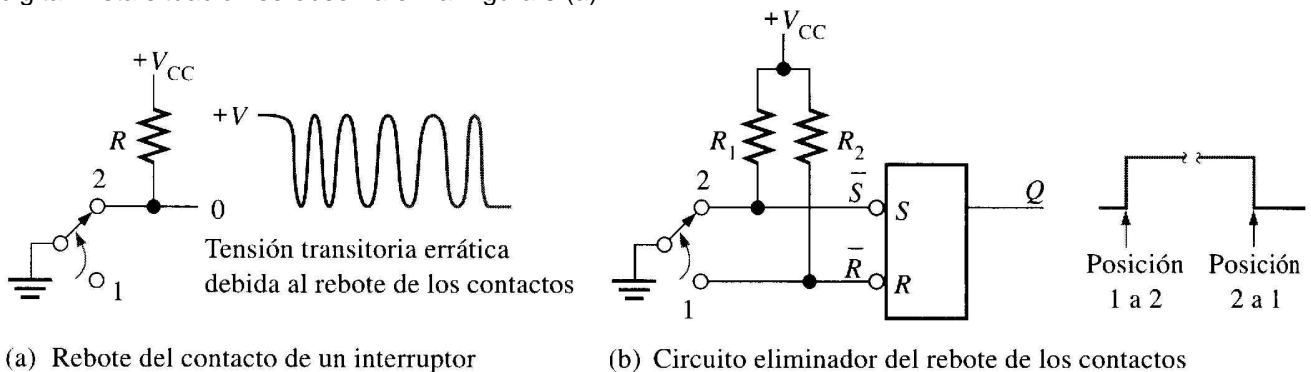 +V_CC
R
2
1
+V
0
Tensión transitoria errática
debida al rebote de los contactos
(a) Rebote del contacto de un interruptor
+V_CC
R_1
R_2
2
1
S̅
R̅
S
R
Q
Posición
1 a 2
Posición
2 a 1
(b) Circuito eliminador del rebote de los contactos